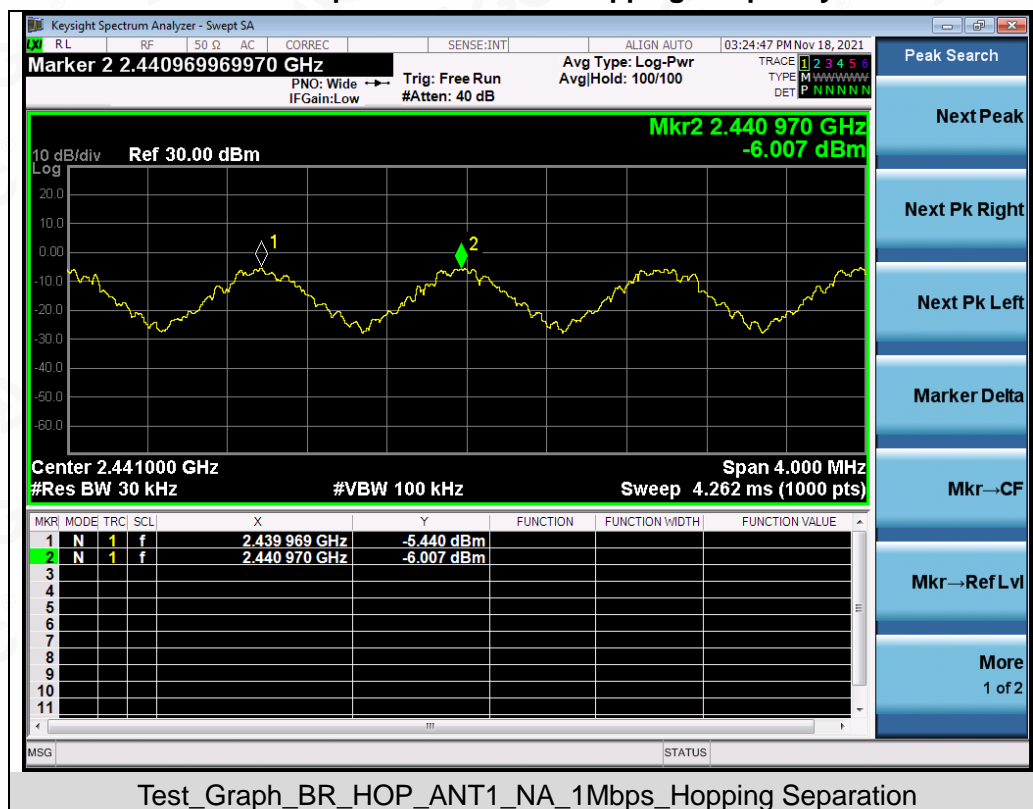 Keysight Spectrum Analyzer - Swept SA
LXI RL RF 50 Ω AC CORREC SENSE:INT ALIGN AUTO 03:24:47 PM Nov 18, 2021
Marker 2 2.440969969970 GHz
PNO: Wide
IFGain:Low
Trig: Free Run
#Atten: 40 dB
Avg Type: Log-Pwr
Avg|Hold: 100/100
TRACE 1 2 3 4 5 6
TYPE M WWWWW
DET P N N N N N
Peak Search
Mkr2 2.440 970 GHz
-6.007 dBm
10 dB/div Ref 30.00 dBm
Log
20.0
10.0
0.00
-10.0
-20.0
-30.0
-40.0
-50.0
-60.0
1
2
Center 2.441000 GHz Span 4.000 MHz
#Res BW 30 kHz #VBW 100 kHz Sweep 4.262 ms (1000 pts)
MKR MODE TRC SCL X Y FUNCTION FUNCTION WIDTH FUNCTION VALUE
1 N 1 f 2.439 969 GHz -5.440 dBm
2 N 1 f 2.440 970 GHz -6.007 dBm
3
4
5
6
7
8
9
10
11
MSG STATUS
Next Peak
Next Pk Right
Next Pk Left
Marker Delta
Mkr→CF
Mkr→Ref Lvl
More
1 of 2
Test_Graph_BR_HOP_ANT1_NA_1Mbps_Hopping Separation